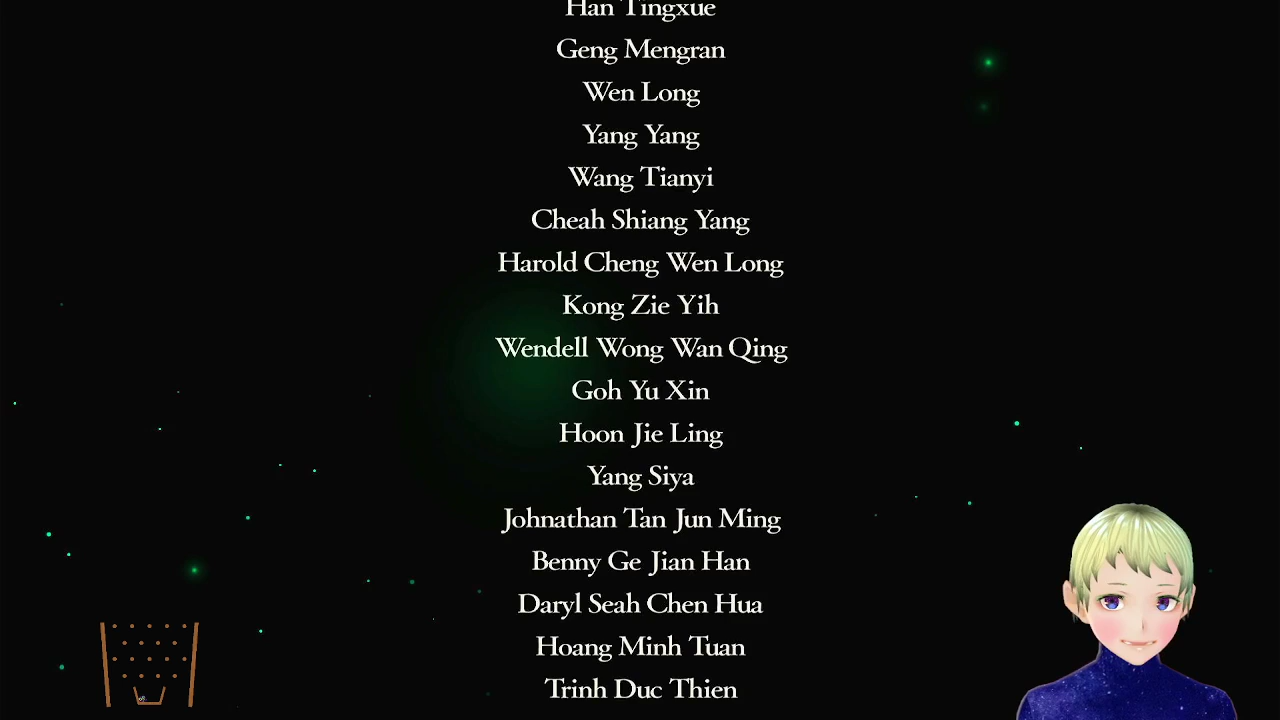 Han Tingxue
Geng Mengran
Wen Long
Yang Yang
Wang Tianyi
Cheah Shiang Yang
Harold Cheng Wen Long
Kong Zie Yih
Wendell Wong Wan Qing
Goh Yu Xin
Hoon Jie Ling
Yang Siya
Johnathan Tan Jun Ming
Benny Ge Jian Han
Daryl Seah Chen Hua
Hoang Minh Tuan
Trinh Duc Thien